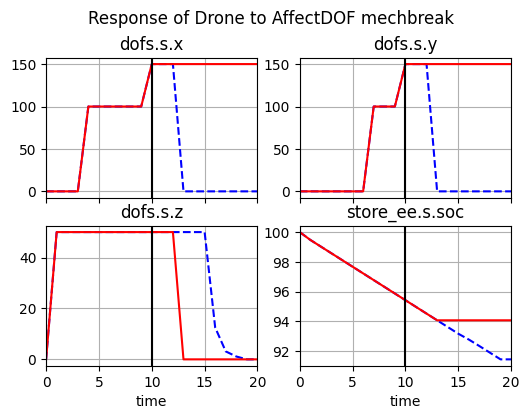 Response of Drone to AffectDOF mechbreak
dofs.s.x
dofs.s.y
150
100
50
0
150
100
50
0
dofs.s.z
store_ee.s.soc
40
20
0
100
98
96
94
92
0 5 10 15 20
0 5 10 15 20
time
time